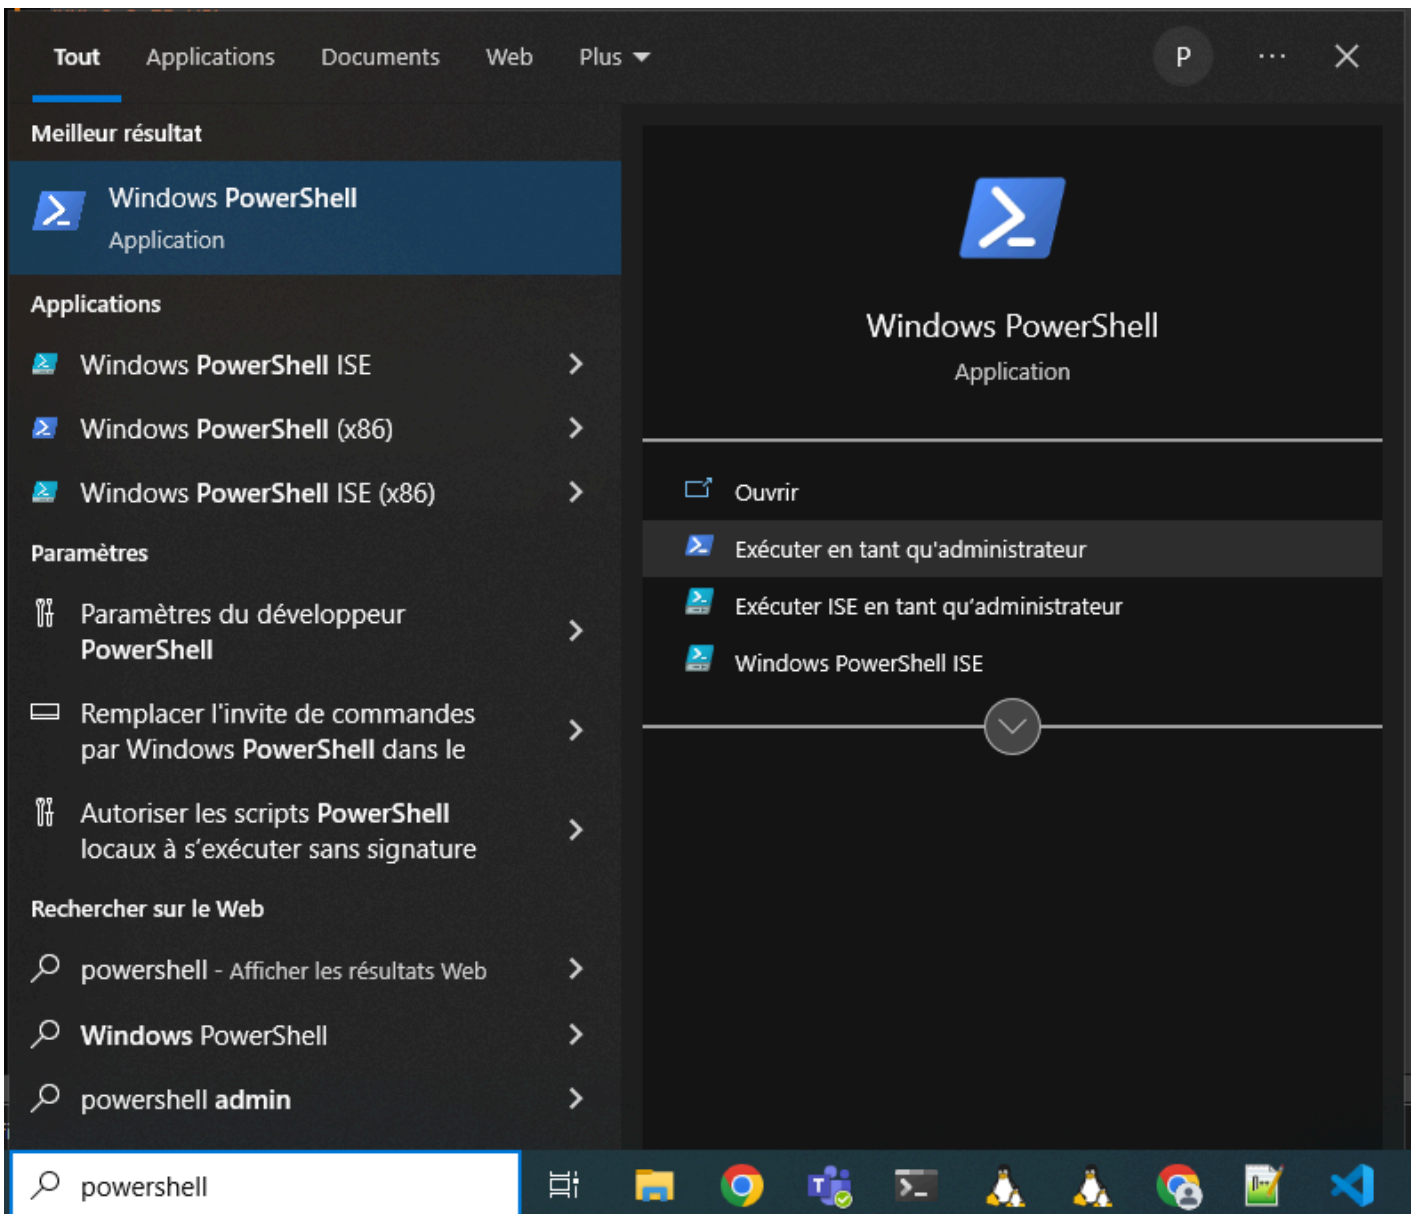 Tout Applications Documents Web Plus P
Meilleur résultat
Windows PowerShell
Application
Applications
Windows PowerShell ISE
Windows PowerShell (x86)
Windows PowerShell ISE (x86)
Paramètres
Paramètres du développeur
PowerShell
Remplacer l'invite de commandes
par Windows PowerShell dans le
Autoriser les scripts PowerShell
locaux à s’exécuter sans signature
Rechercher sur le Web
powershell - Afficher les résultats Web
Windows PowerShell
powershell admin
powershell
Windows PowerShell
Application
Ouvrir
Exécuter en tant qu'administrateur
Exécuter ISE en tant qu’administrateur
Windows PowerShell ISE